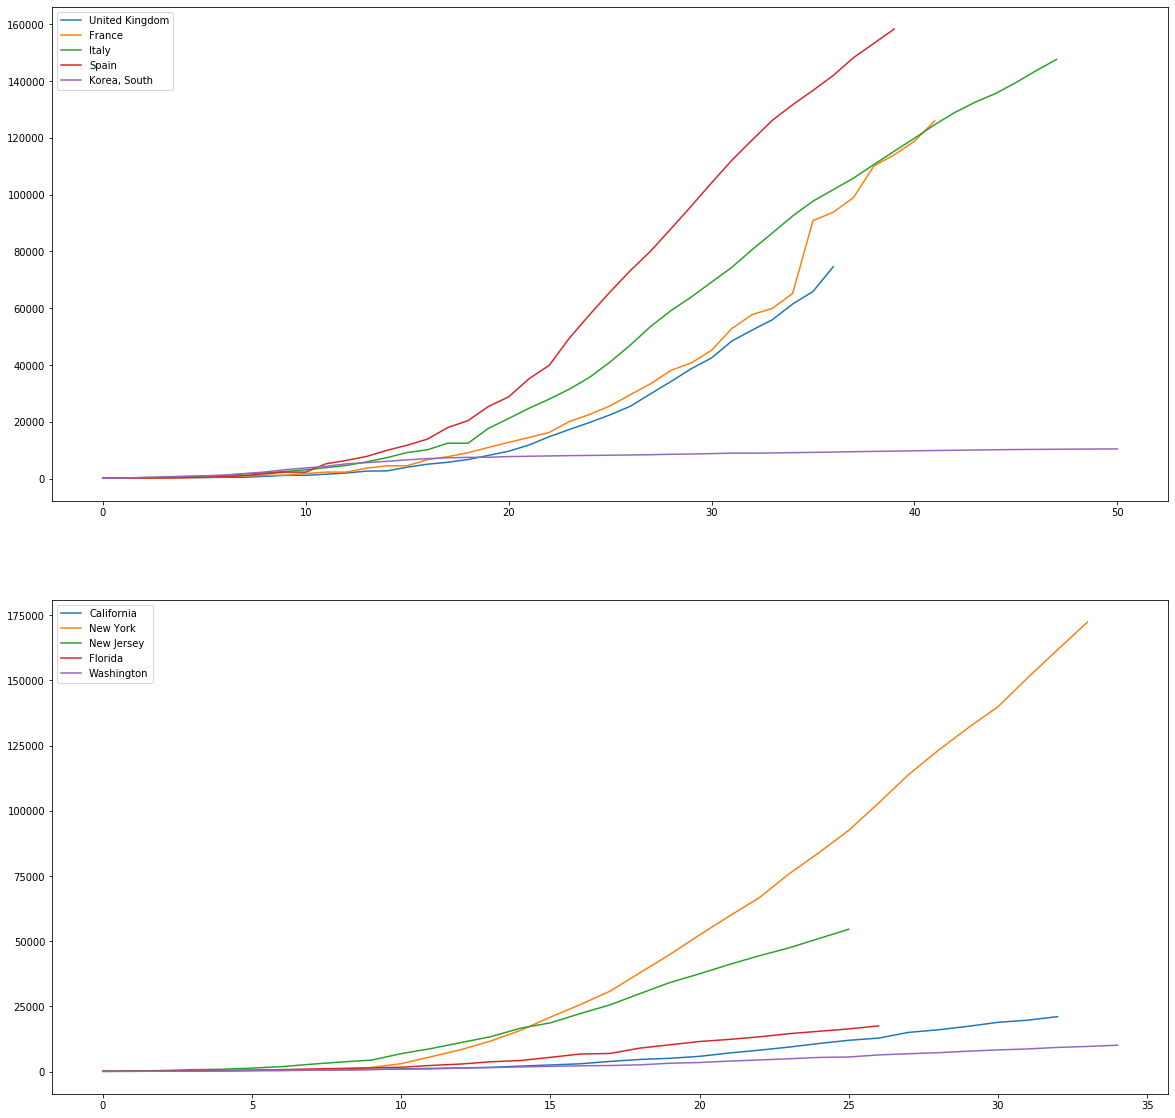 160000
140000
120000
100000
80000
60000
40000
20000
0
United Kingdom
France
Italy
Spain
Korea, South
0 10 20 30 40 50
175000
150000
125000
100000
75000
50000
25000
0
California
New York
New Jersey
Florida
Washington
0 5 10 15 20 25 30 35